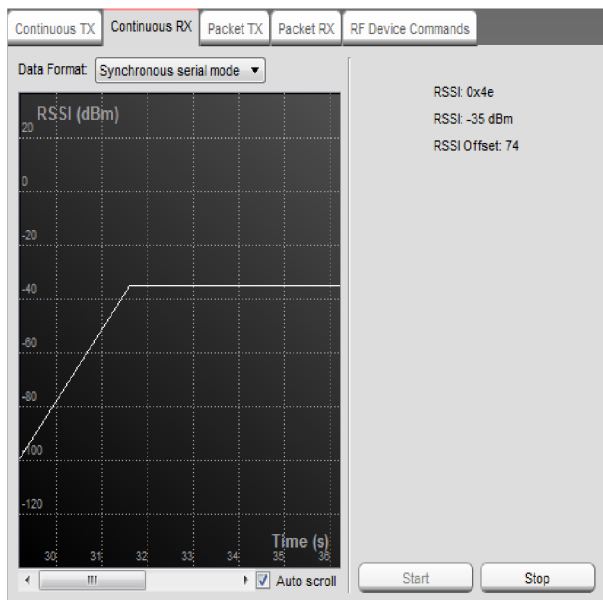 Continuous TX
Continuous RX
Packet TX
Packet RX
RF Device Commands
Data Format: Synchronous serial mode
RSSI (dBm)
20
0
-20
-40
-60
-80
-100
-120
Time (s)
30 31 32 33 34 35 36
Auto scroll
RSSI: 0x4e
RSSI: -35 dBm
RSSI Offset: 74
Start
Stop